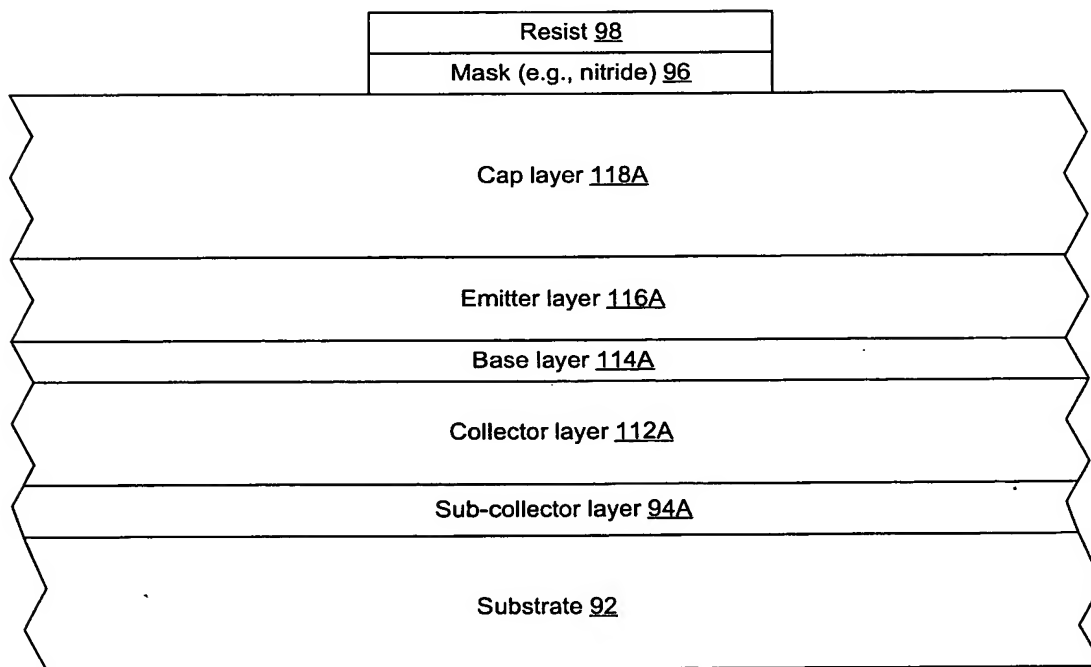 Resist 98
Mask (e.g., nitride) 96
Cap layer 118A
Emitter layer 116A
Base layer 114A
Collector layer 112A
Sub-collector layer 94A
Substrate 92